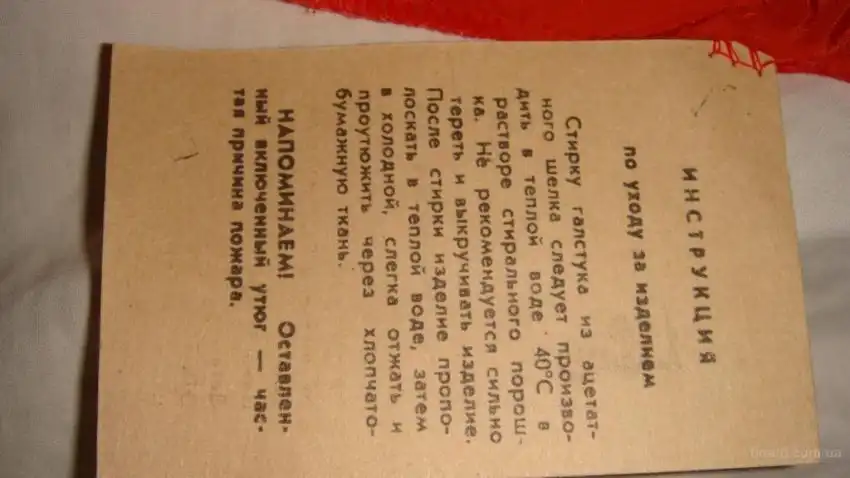 ИНСТРУКЦИЯ
по уходу за изделием
Стирку галстука из ацетат-
ного шелка следует произво-
дить в теплой воде · 40°С в
растворе стирального порош-
ка. Не рекомендуется сильно
тереть и выкручивать изделие.
После стирки изделие пропо-
лоскать в теплой воде, затем
в холодной, слегка отжать и
проутюжить через хлопчато-
бумажную ткань.
НАПОМИНАЕМ! Оставлен-
ный включенный утюг — час-
тая причина пожара.